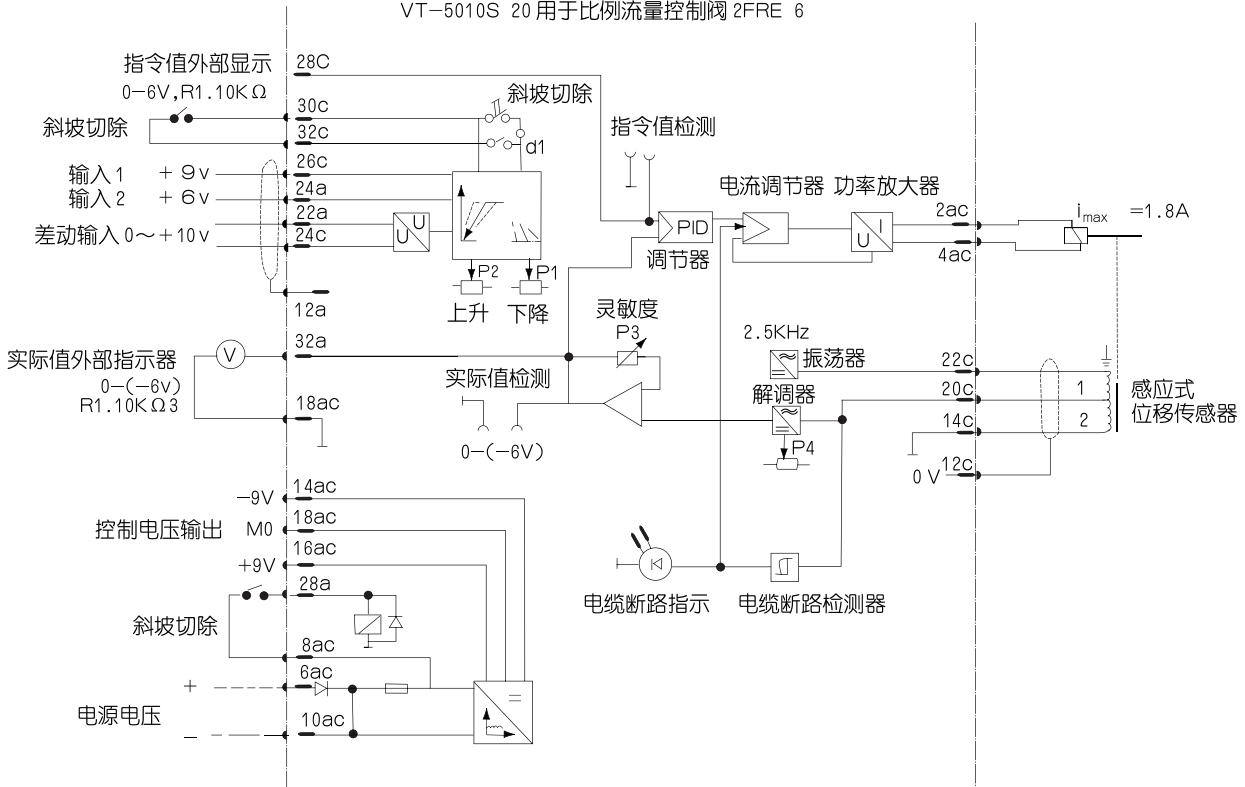 VT-5010S 20用于比例流量控制阀2FRE 6
指令值外部显示
28C
0-6V,R1.10KΩ
30c
斜坡切除
斜坡切除
32c
d1
指令值检测
26c
输入1 +9v
24a
输入2 +6v
22a
差动输入0~+10v
24c
U
U
P2
P1
上升
下降
12a
PID
调节器
电流调节器
功率放大器
U
I
2ac
4ac
imax =1.8A
实际值外部指示器
V
32a
0-(-6v)
R1.10KΩ3
18ac
灵敏度
P3
实际值检测
0-(-6V)
2.5KHz
振荡器
解调器
P4
22c
20c
14c
12c
0V
1
2
感应式
位移传感器
-9V
14ac
控制电压输出 M0
18ac
+9V
16ac
28a
斜坡切除
8ac
6ac
+
电源电压
10ac
-
电缆断路指示
电缆断路检测器